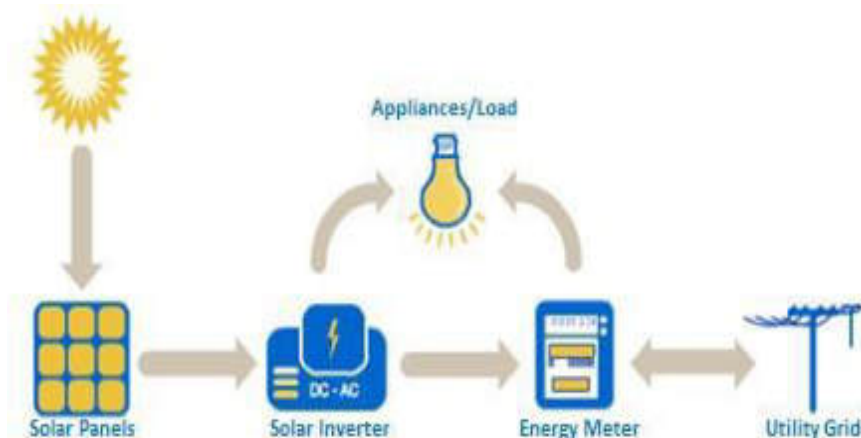 Appliances/Load
DC - AC
Solar Panels
Solar Inverter
Energy Meter
Utility Grid